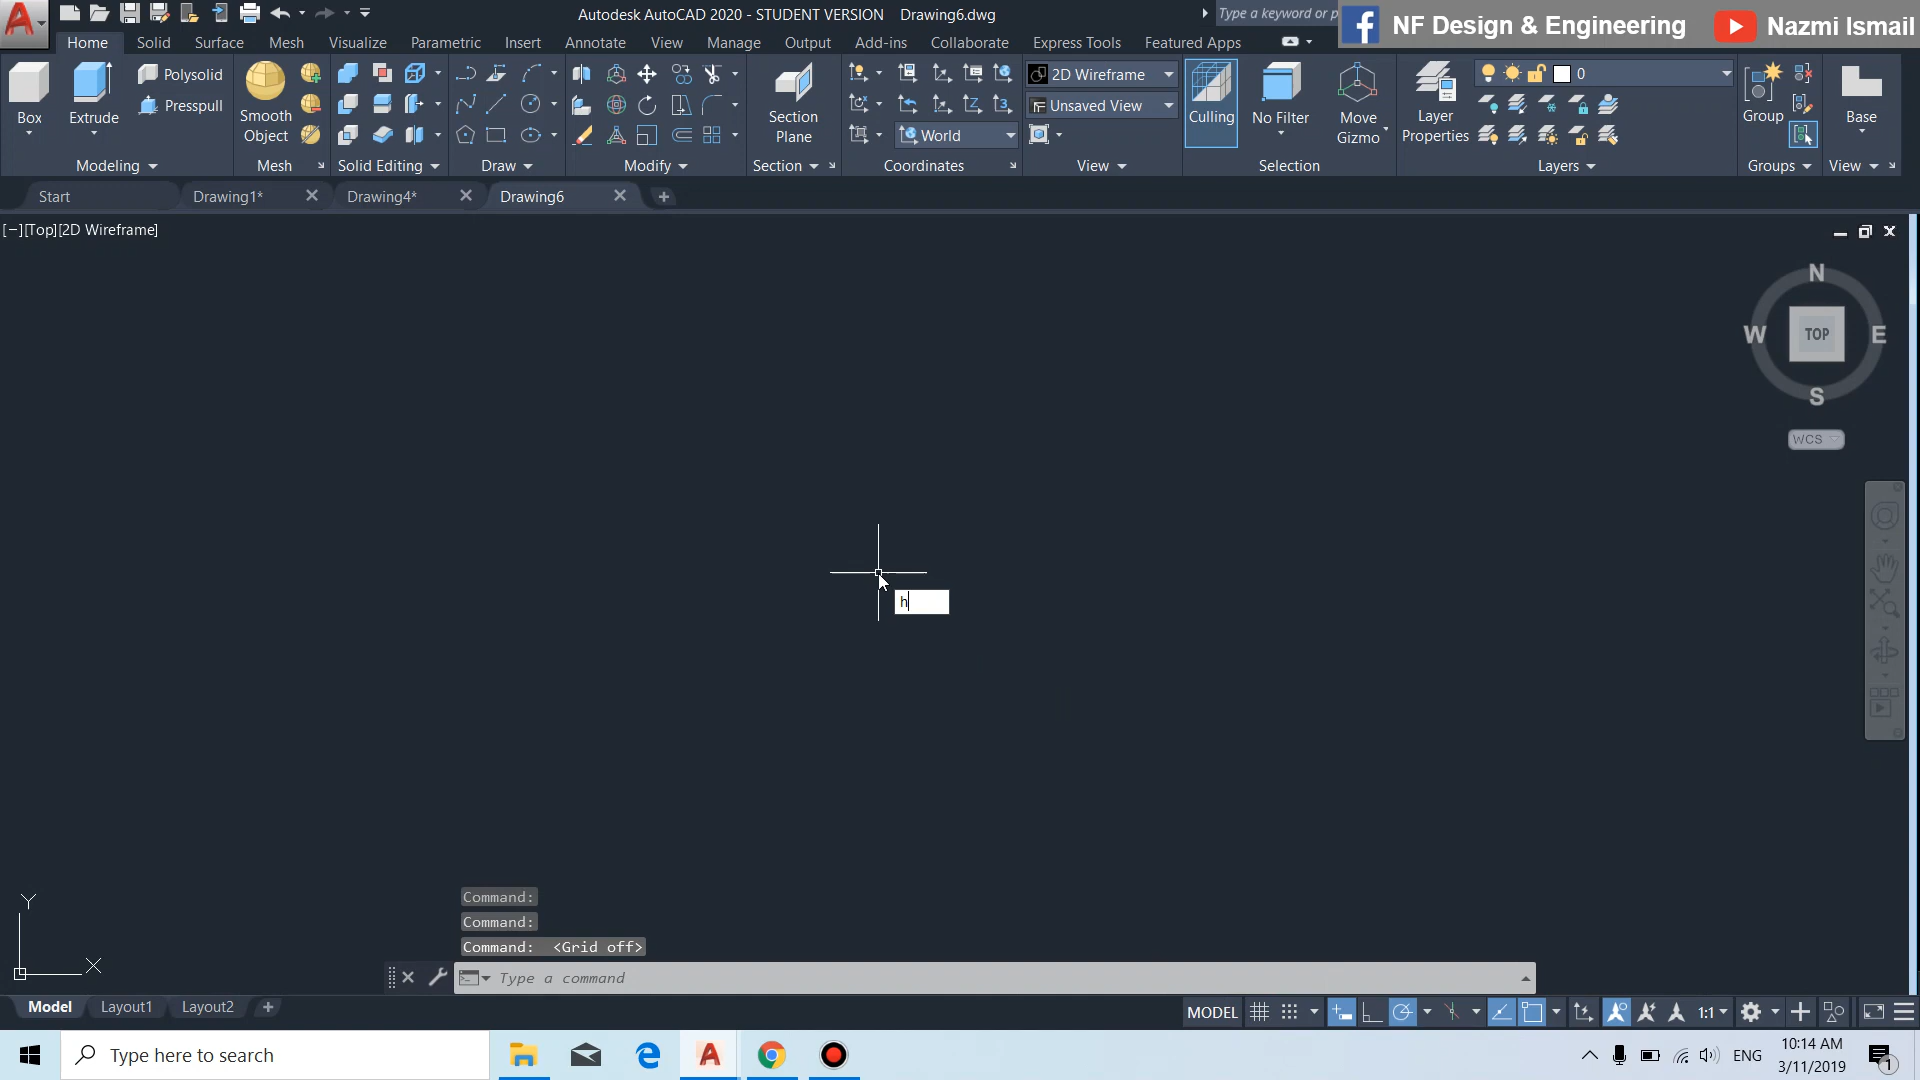 Autodesk AutoCAD 2020 - STUDENT VERSION Drawing6.dwg
Type a keyword or p
NF Design & Engineering
Nazmi Ismail
Home Solid Surface Mesh Visualize Parametric Insert Annotate View Manage Output Add-ins Collaborate Express Tools Featured Apps
Box
Extrude
Polysolid
Presspull
Modeling
Smooth
Object
Mesh
Solid Editing
Draw
Modify
Section
Plane
Section
World
Coordinates
2D Wireframe
Unsaved View
View
Culling
No Filter
Move
Gizmo
Selection
Layer
Properties
0
Layers
Group
Groups
Base
View
Start
Drawing1*
Drawing4*
Drawing6
[−][Top][2D Wireframe]
N
W
TOP
E
S
WCS
h
Y
X
Command:
Command:
Command: <Grid off>
Type a command
Model
Layout1
Layout2
MODEL
1:1
Type here to search
ENG
10:14 AM
3/11/2019
1